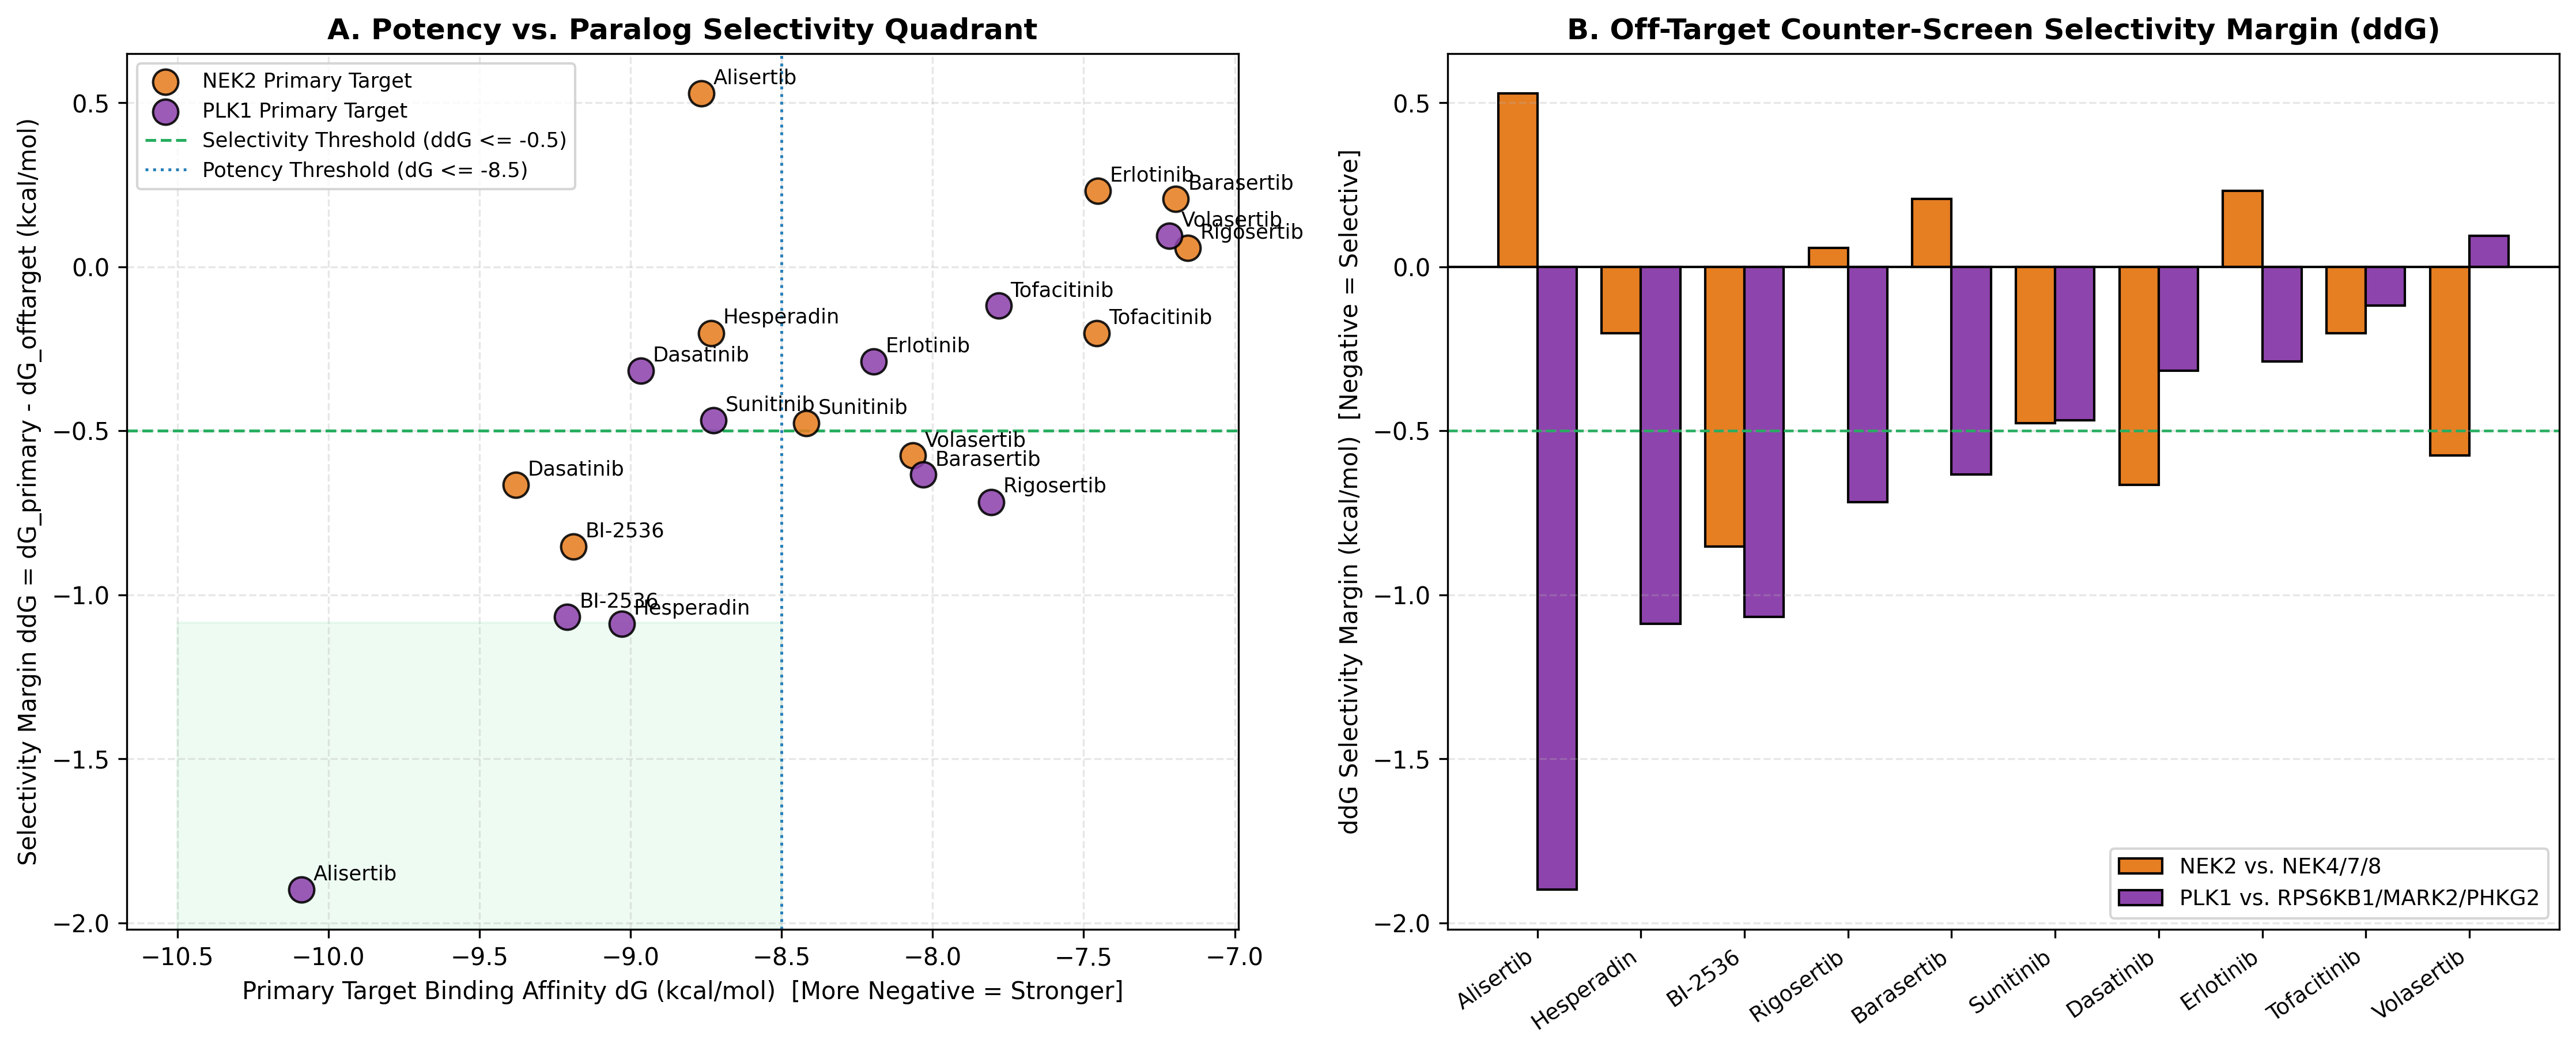 A. Potency vs. Paralog Selectivity Quadrant
Selectivity Margin ddG = dG_primary - dG_offtarget (kcal/mol)
0.5
0.0
−0.5
−1.0
−1.5
−2.0
NEK2 Primary Target
PLK1 Primary Target
Selectivity Threshold (ddG <= -0.5)
Potency Threshold (dG <= -8.5)
Alisertib
Erlotinib
Barasertib
Volasertib
Rigosertib
Tofacitinib
Hesperadin
Tofacitinib
Dasatinib
Erlotinib
Sunitinib
Sunitinib
Volasertib
Barasertib
Dasatinib
Rigosertib
BI-2536
BI-2536
Hesperadin
Alisertib
−10.5
−10.0
−9.5
−9.0
−8.5
−8.0
−7.5
−7.0
Primary Target Binding Affinity dG (kcal/mol)  [More Negative = Stronger]
B. Off-Target Counter-Screen Selectivity Margin (ddG)
ddG Selectivity Margin (kcal/mol)  [Negative = Selective]
0.5
0.0
−0.5
−1.0
−1.5
−2.0
NEK2 vs. NEK4/7/8
PLK1 vs. RPS6KB1/MARK2/PHKG2
Alisertib
Hesperadin
BI-2536
Rigosertib
Barasertib
Sunitinib
Dasatinib
Erlotinib
Tofacitinib
Volasertib